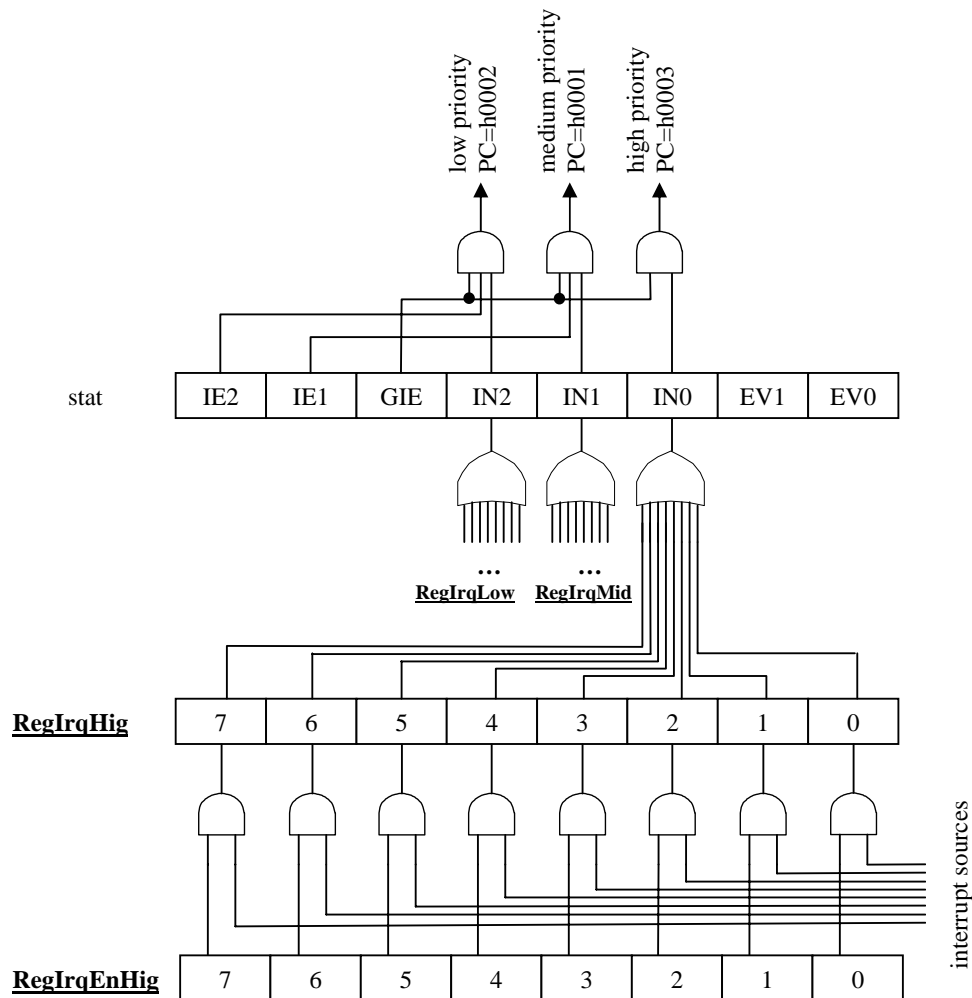 low priority
PC=h0002
medium priority
PC=h0001
high priority
PC=h0003
stat
IE2 IE1 GIE IN2 IN1 IN0 EV1 EV0
... ...
RegIrqLow RegIrqMid
RegIrqHig 7 6 5 4 3 2 1 0
interrupt sources
RegIrqEnHig 7 6 5 4 3 2 1 0